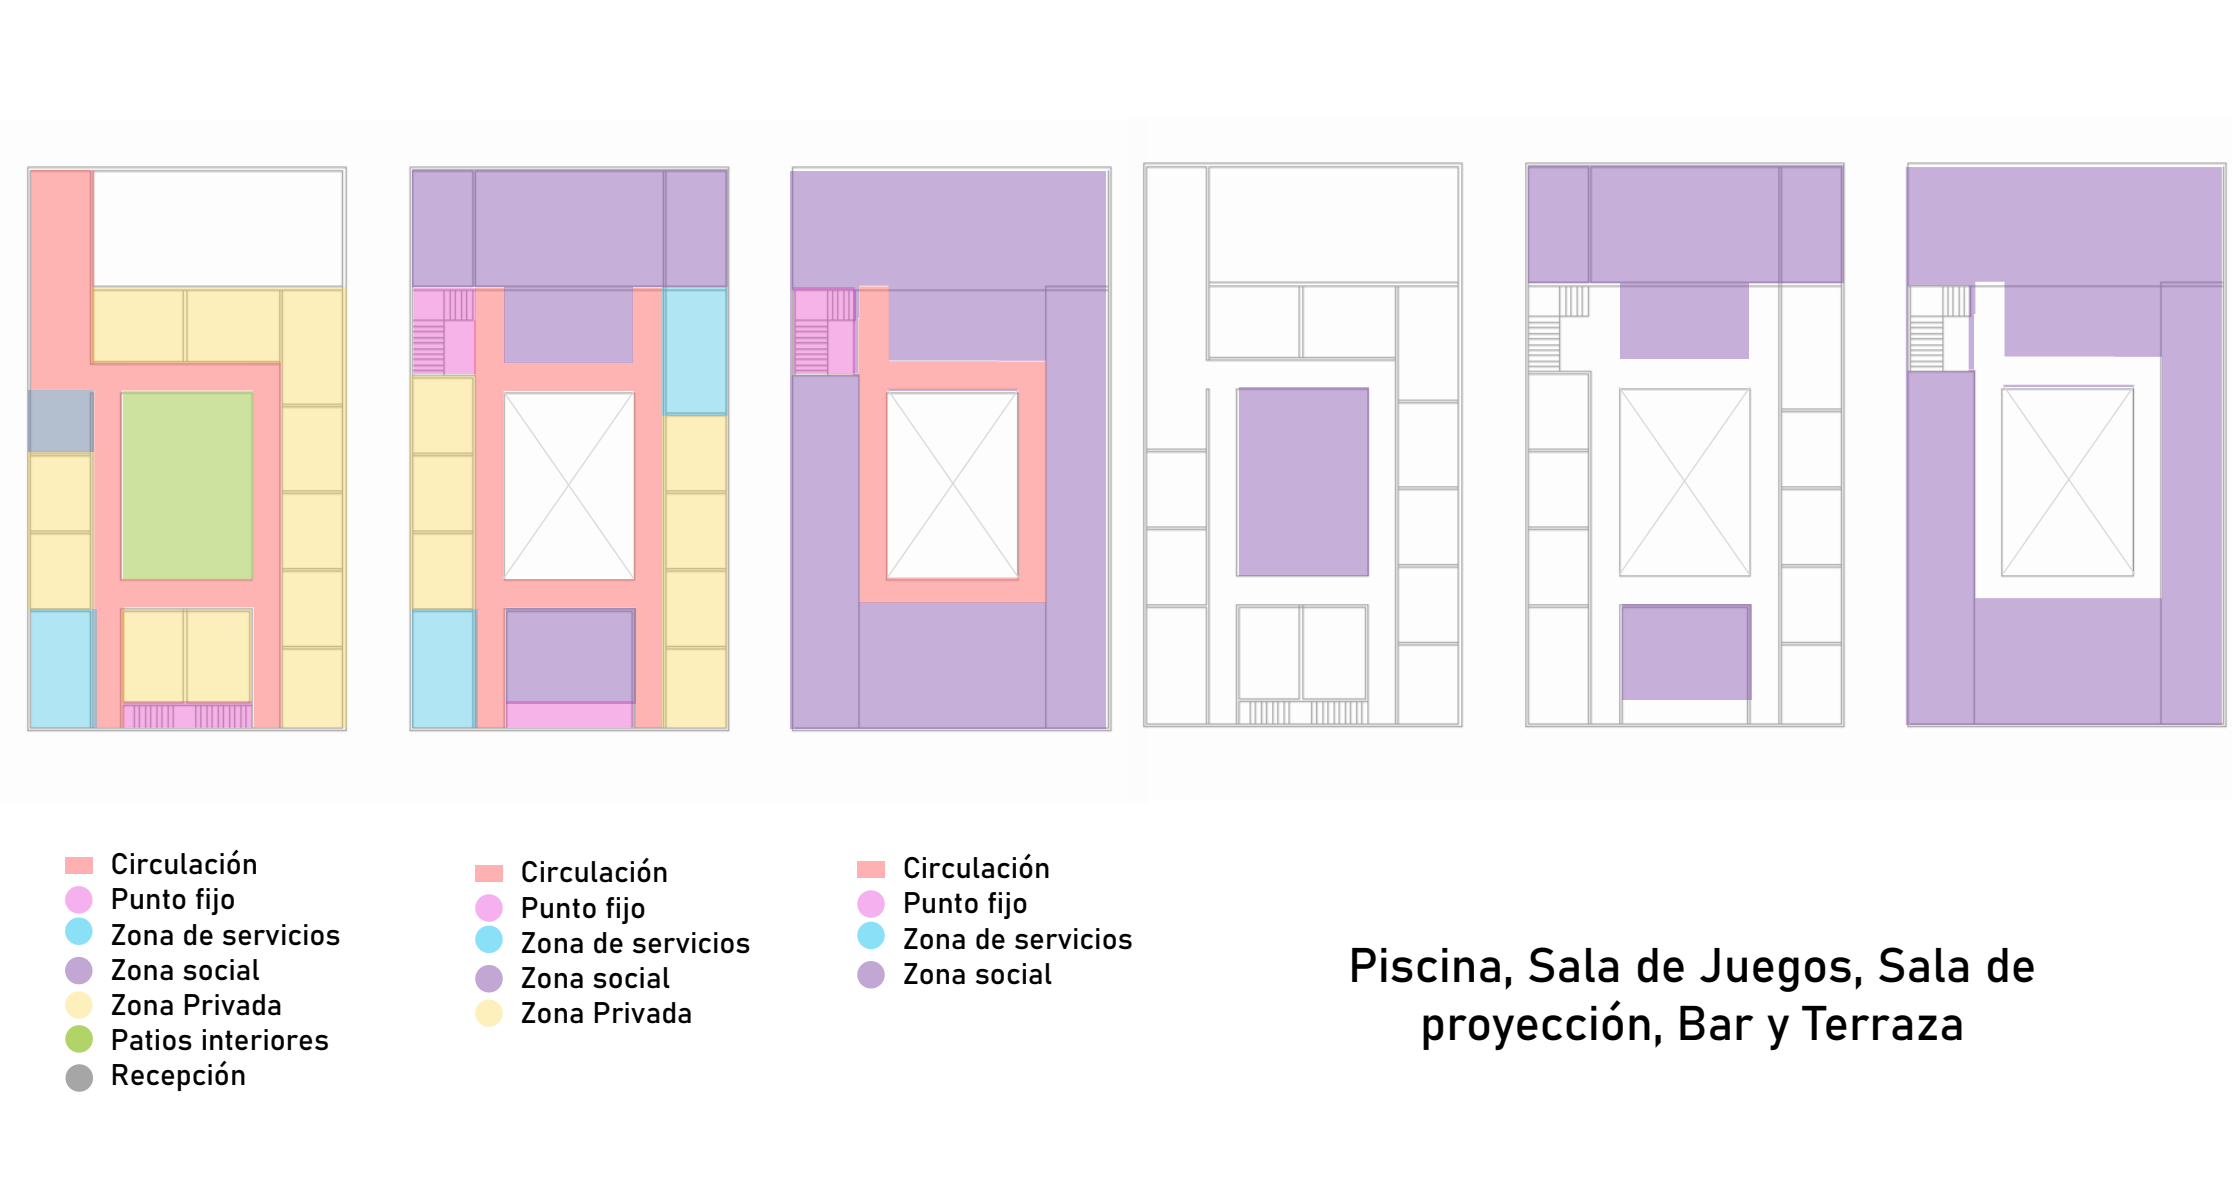 Circulación
Punto fijo
Zona de servicios
Zona social
Zona Privada
Patios interiores
Recepción
Circulación
Punto fijo
Zona de servicios
Zona social
Zona Privada
Circulación
Punto fijo
Zona de servicios
Zona social
Piscina, Sala de Juegos, Sala de
proyección, Bar y Terraza